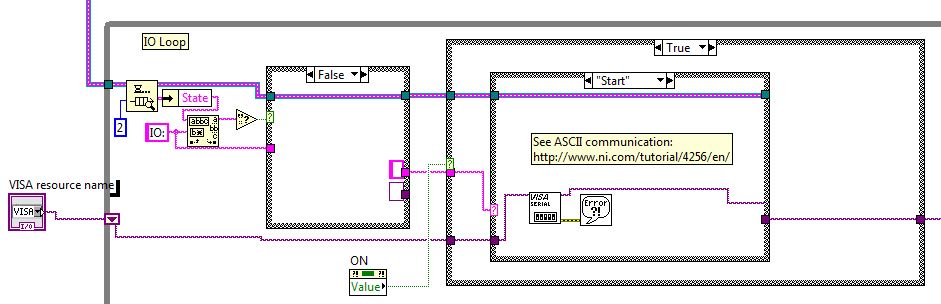 IO Loop
True
False
"Start"
State
2
IO:
See ASCII communication:
http://www.ni.com/tutorial/4256/en/
VISA resource name
VISA
I/O
VISA
SERIAL
Error
?!
ON
Value